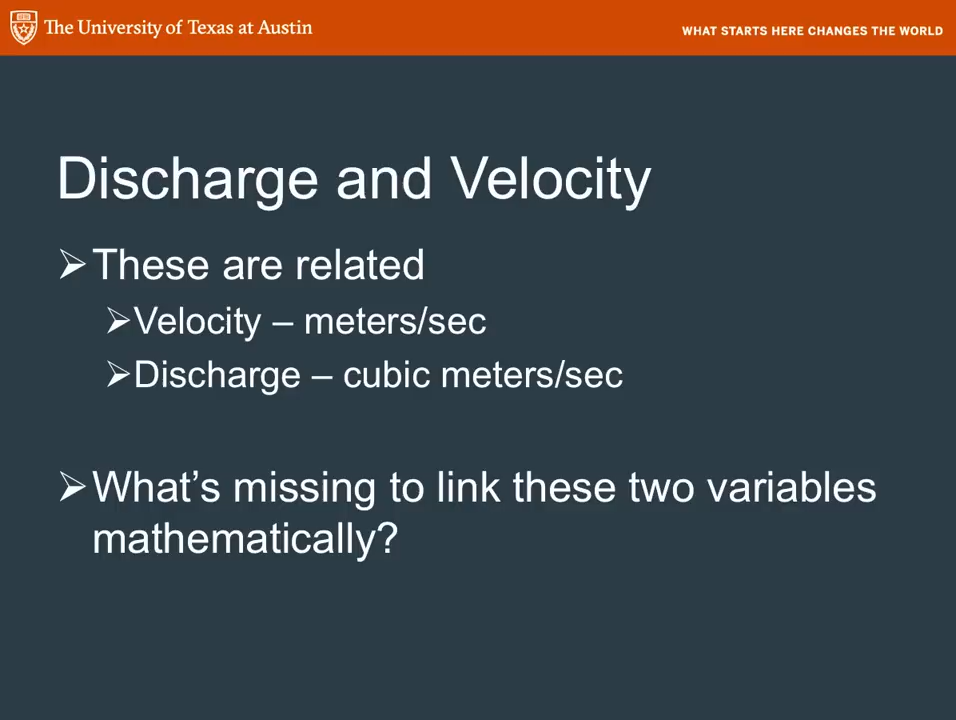 The University of Texas at Austin
WHAT STARTS HERE CHANGES THE WORLD
Discharge and Velocity
➢These are related
➢Velocity – meters/sec
➢Discharge – cubic meters/sec
➢What’s missing to link these two variables
mathematically?